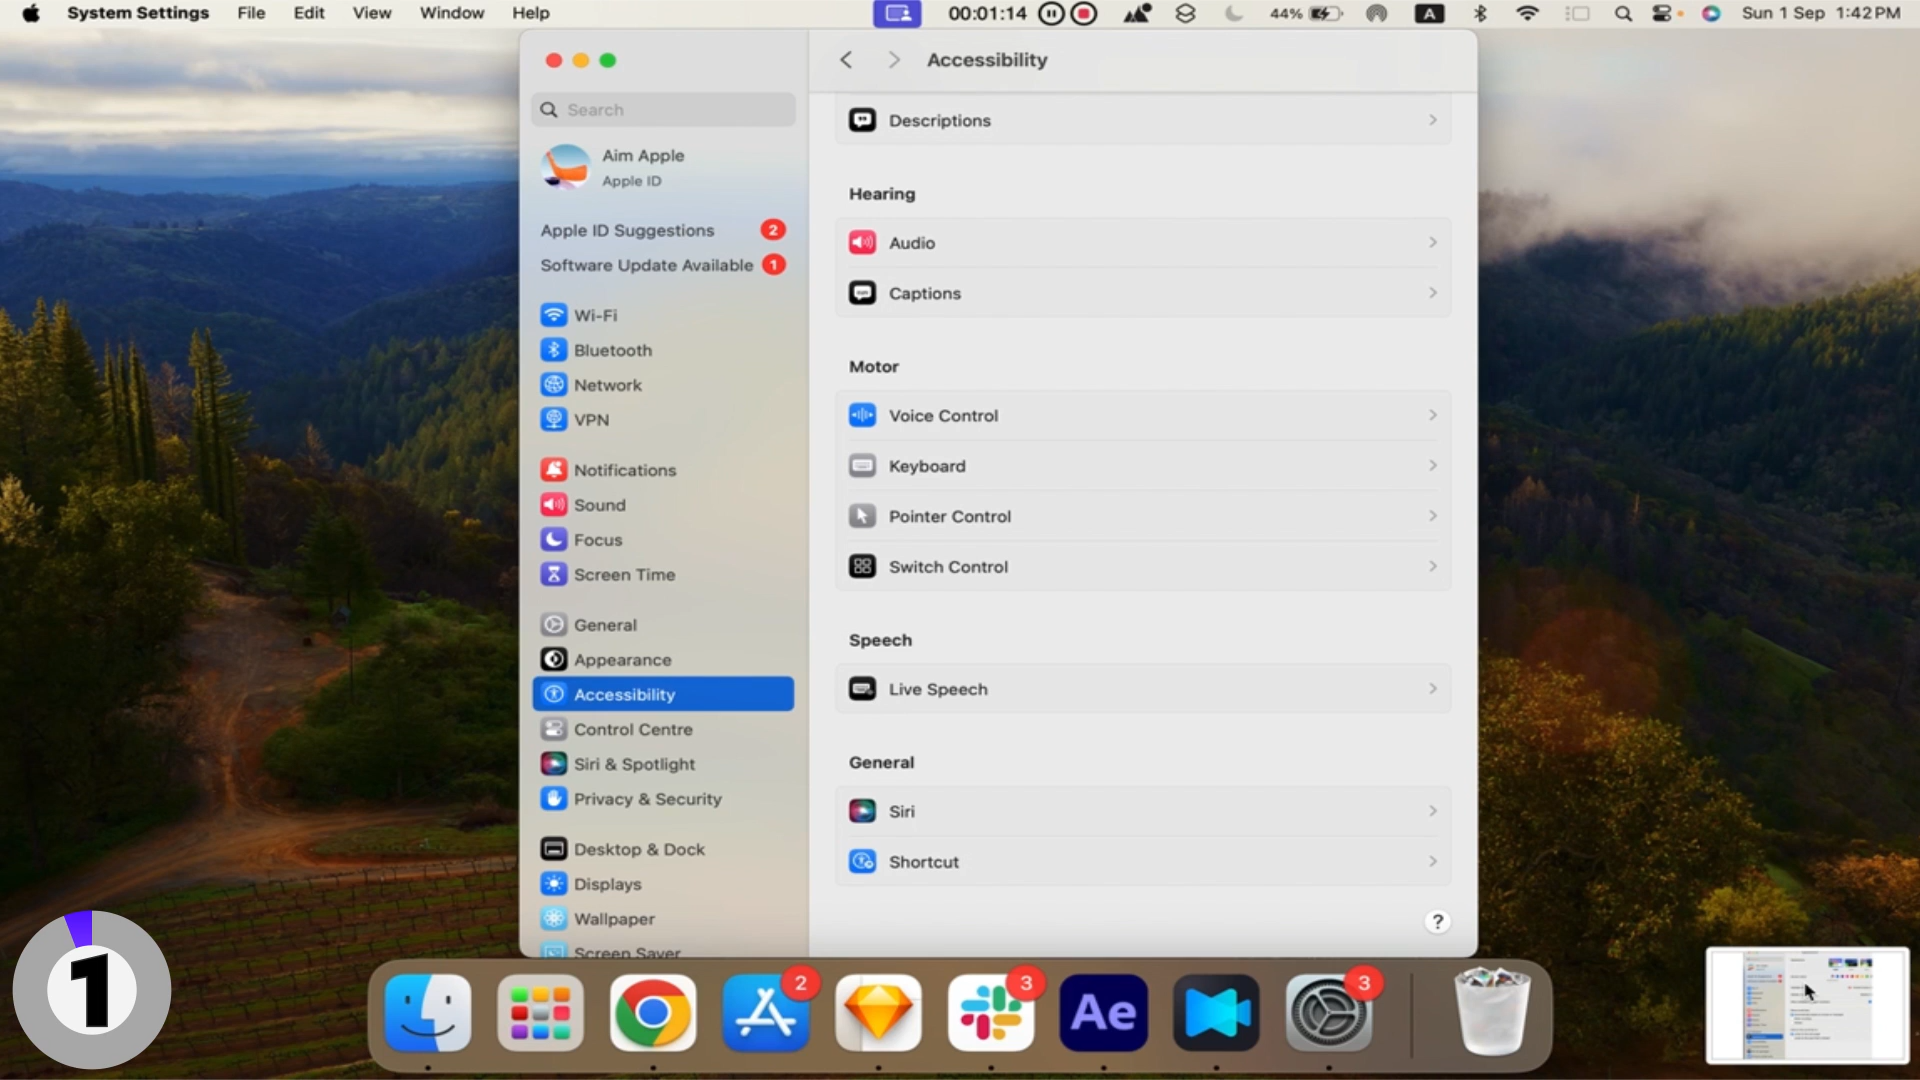 System Settings File Edit View Window Help 00:01:14 44% A Sun 1 Sep 1:42 PM
Accessibility
Search
Aim Apple
Apple ID
Apple ID Suggestions 2
Software Update Available 1
Wi-Fi
Bluetooth
Network
VPN
Notifications
Sound
Focus
Screen Time
General
Appearance
Accessibility
Control Centre
Siri & Spotlight
Privacy & Security
Desktop & Dock
Displays
Wallpaper
Screen Saver
Descriptions
Hearing
Audio
Captions
Motor
Voice Control
Keyboard
Pointer Control
Switch Control
Speech
Live Speech
General
Siri
Shortcut
?
1
2 3 Ae 3